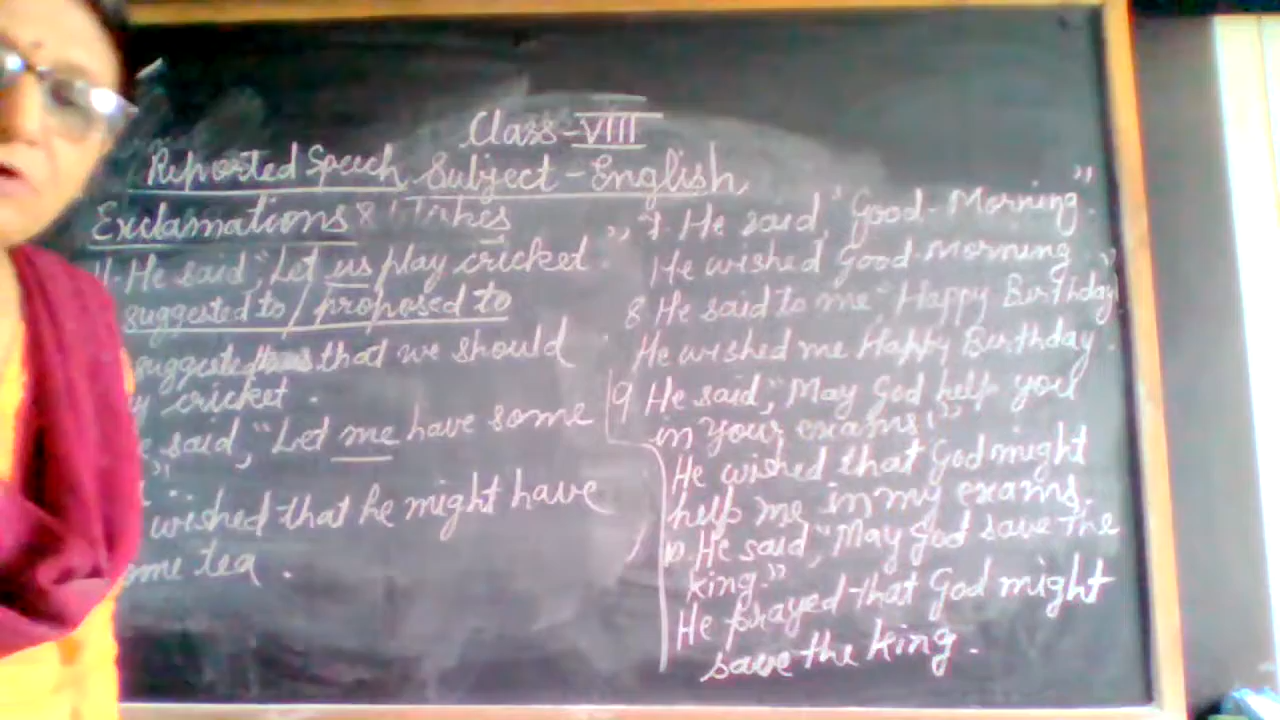 Class-VIII
Reported Speech Subject-English
Exclamations &
11. He said, "Let us play cricket."
suggested to / proposed to
that we should
cricket.
said, "Let me have some
"
wished that he might have
tea.
7. He said, "Good-Morning."
He wished Good-Morning
8 He said to me "Happy Birthday"
He wished me Happy Birthday.
9 He said, "May God help you
in your exams!"
He wished that God might
help me in my exams.
10. He said, "May God save the
king."
He prayed that God might
save the king.